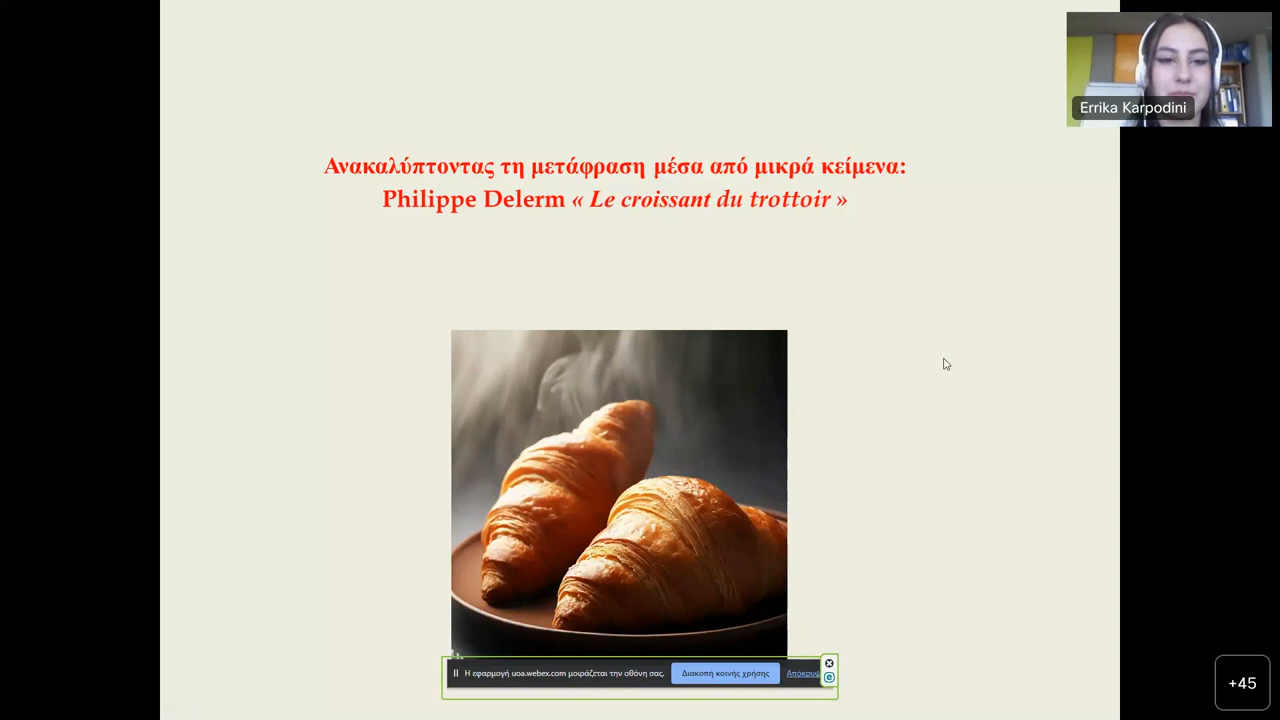 Errika Karpodini
Ανακαλύπτοντας τη μετάφραση μέσα από μικρά κείμενα:
Philippe Delerm « Le croissant du trottoir »
Η εφαρμογή uoa.webex.com μοιράζεται την οθόνη σας.
Διακοπή κοινής χρήσης
+45